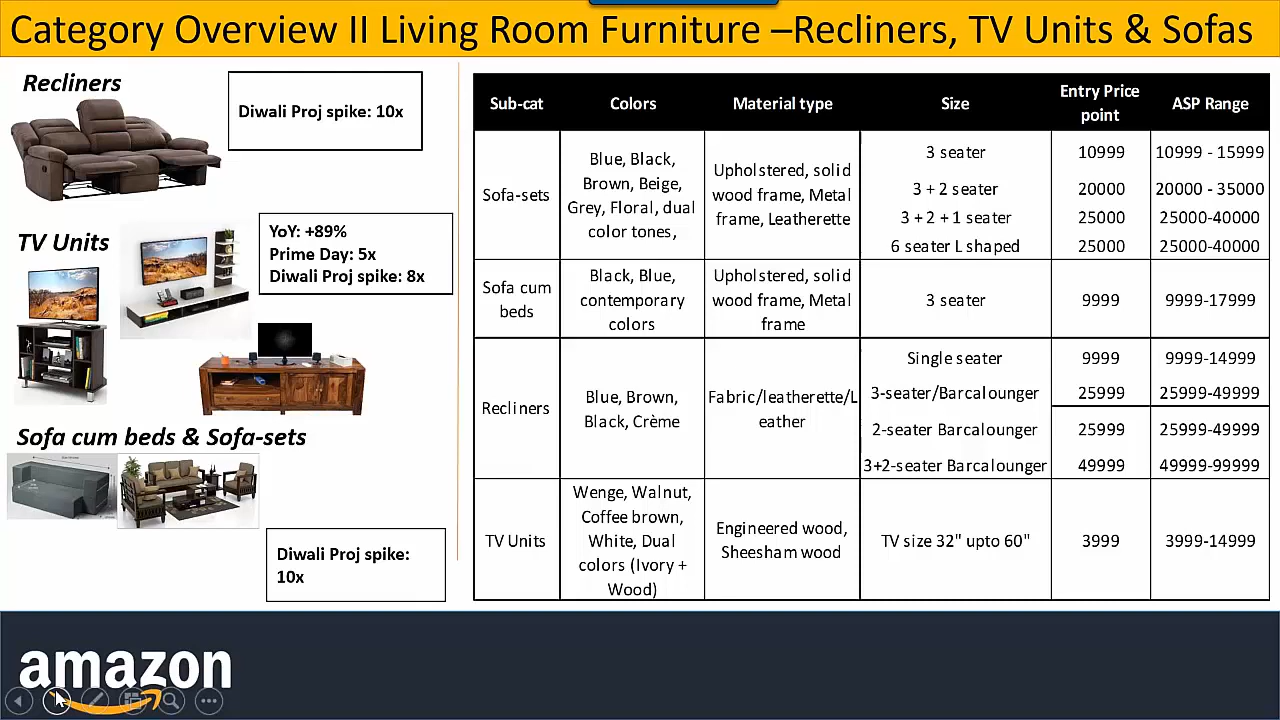 Category Overview II Living Room Furniture –Recliners, TV Units & Sofas
Recliners
Diwali Proj spike: 10x
TV Units
YoY: +89%
Prime Day: 5x
Diwali Proj spike: 8x
Sofa cum beds & Sofa-sets
Diwali Proj spike:
10x
Sub-cat
Colors
Material type
Size
Entry Price
point
ASP Range
Sofa-sets
Blue, Black,
Brown, Beige,
Grey, Floral, dual
color tones,
Upholstered, solid
wood frame, Metal
frame, Leatherette
3 seater
10999
10999 - 15999
3 + 2 seater
20000
20000 - 35000
3 + 2 + 1 seater
25000
25000-40000
6 seater L shaped
25000
25000-40000
Sofa cum
beds
Black, Blue,
contemporary
colors
Upholstered, solid
wood frame, Metal
frame
3 seater
9999
9999-17999
Recliners
Blue, Brown,
Black, Crème
Fabric/leatherette/L
eather
Single seater
9999
9999-14999
3-seater/Barcalounger
25999
25999-49999
2-seater Barcalounger
25999
25999-49999
3+2-seater Barcalounger
49999
49999-99999
TV Units
Wenge, Walnut,
Coffee brown,
White, Dual
colors (Ivory +
Wood)
Engineered wood,
Sheesham wood
TV size 32" upto 60"
3999
3999-14999
amazon